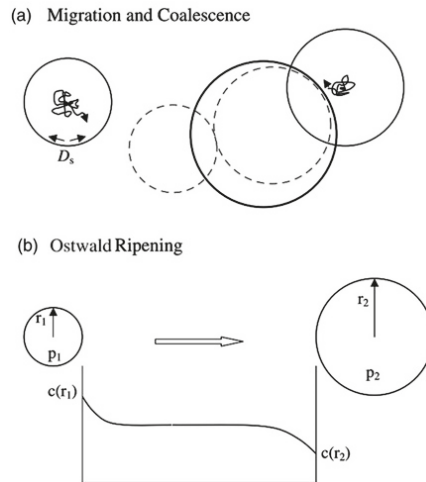 (a) Migration and Coalescence
Dₛ
(b) Ostwald Ripening
r₁
r₂
p₁
p₂
c(r₁)
c(r₂)